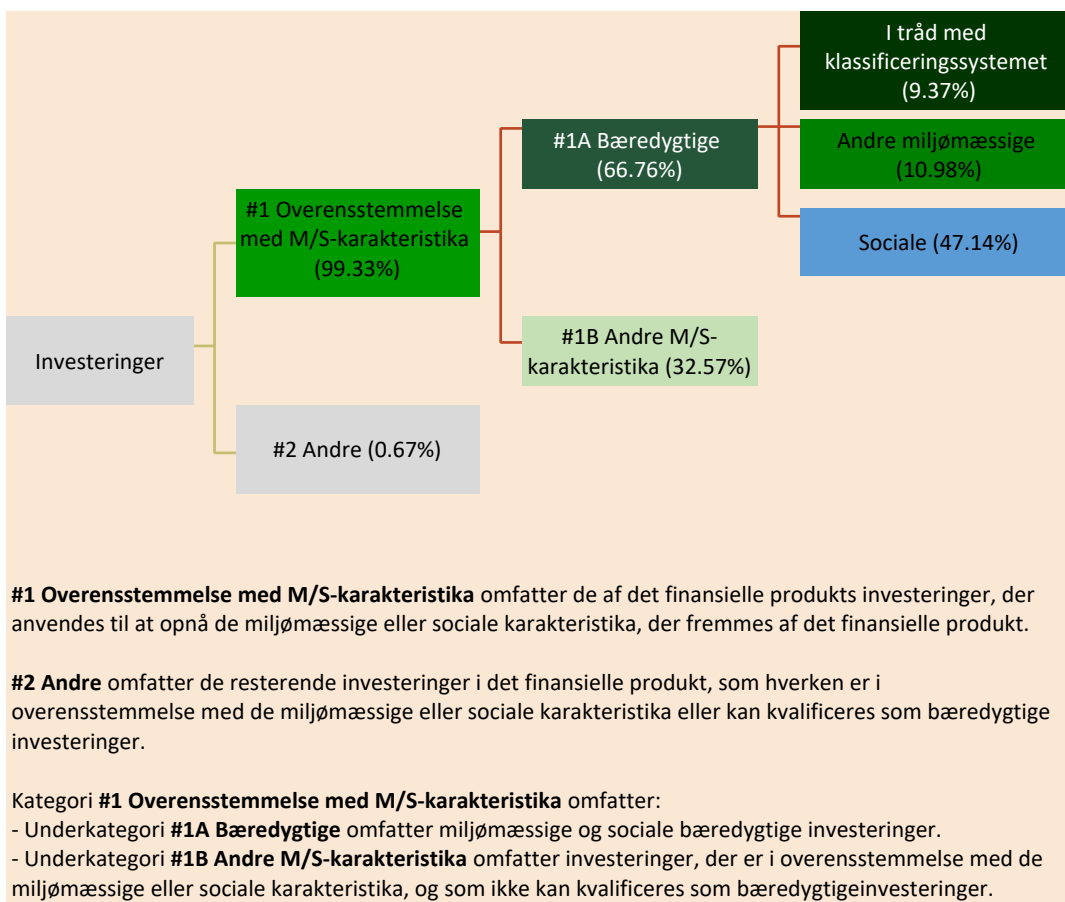 I tråd med
klassificeringssystemet
(9.37%)
#1A Bæredygtige
(66.76%)
Andre miljømæssige
(10.98%)
#1 Overensstemmelse
med M/S-karakteristika
(99.33%)
Sociale (47.14%)
Investeringer
#1B Andre M/S-
karakteristika (32.57%)
#2 Andre (0.67%)
#1 Overensstemmelse med M/S-karakteristika omfatter de af det finansielle produkts investeringer, der
anvendes til at opnå de miljømæssige eller sociale karakteristika, der fremmes af det finansielle produkt.
#2 Andre omfatter de resterende investeringer i det finansielle produkt, som hverken er i
overensstemmelse med de miljømæssige eller sociale karakteristika eller kan kvalificeres som bæredygtige
investeringer.
Kategori #1 Overensstemmelse med M/S-karakteristika omfatter:
- Underkategori #1A Bæredygtige omfatter miljømæssige og sociale bæredygtige investeringer.
- Underkategori #1B Andre M/S-karakteristika omfatter investeringer, der er i overensstemmelse med de
miljømæssige eller sociale karakteristika, og som ikke kan kvalificeres som bæredygtigeinvesteringer.